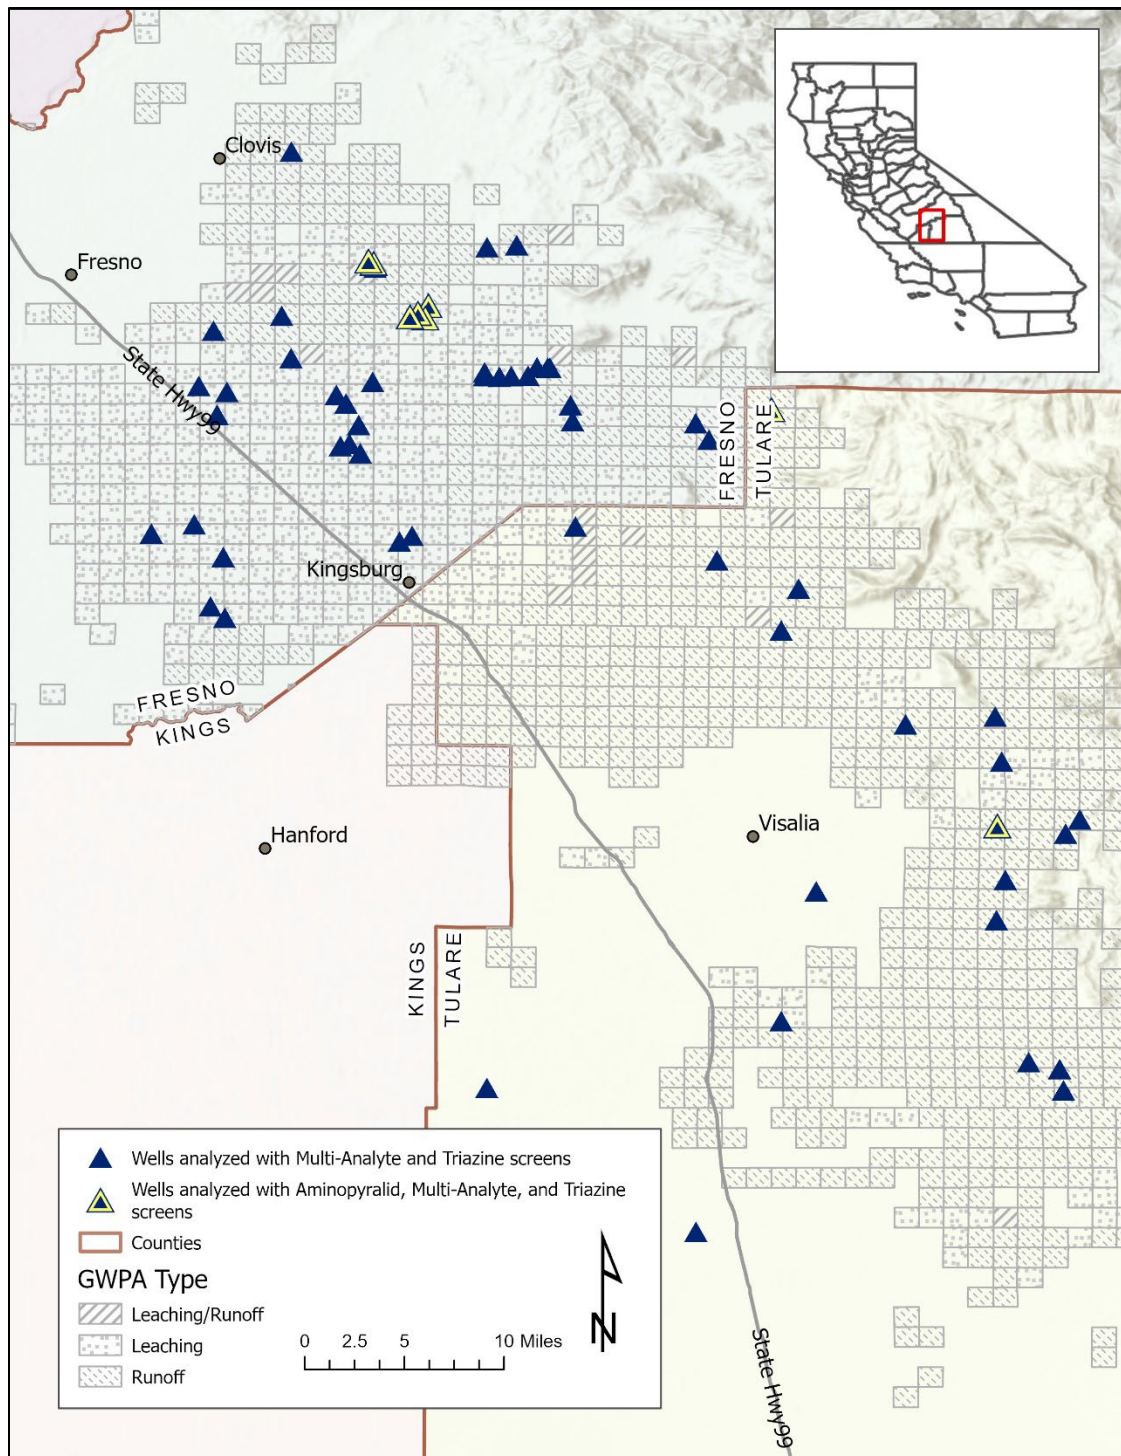 Clovis
Fresno
State Hwy99
FRESNO
TULARE
Kingsburg
FRESNO
KINGS
Hanford
Visalia
KINGS
TULARE
Wells analyzed with Multi-Analyte and Triazine screens
Wells analyzed with Aminopyralid, Multi-Analyte, and Triazine
screens
Counties
GWPA Type
Leaching/Runoff
Leaching
Runoff
0 2.5 5 10 Miles
N
State Hwy99